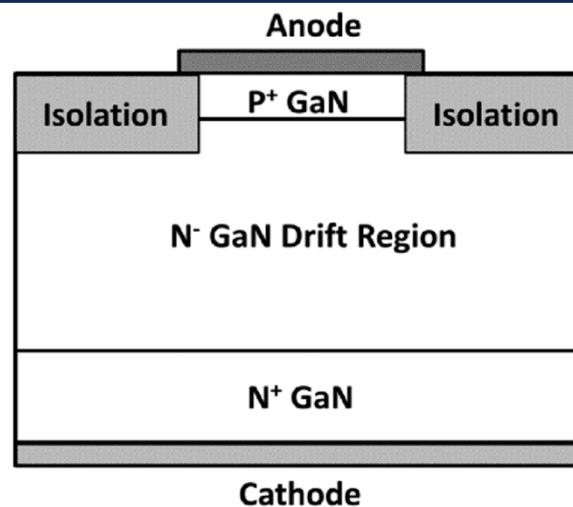 Anode
P⁺ GaN
Isolation
Isolation
N⁻ GaN Drift Region
N⁺ GaN
Cathode